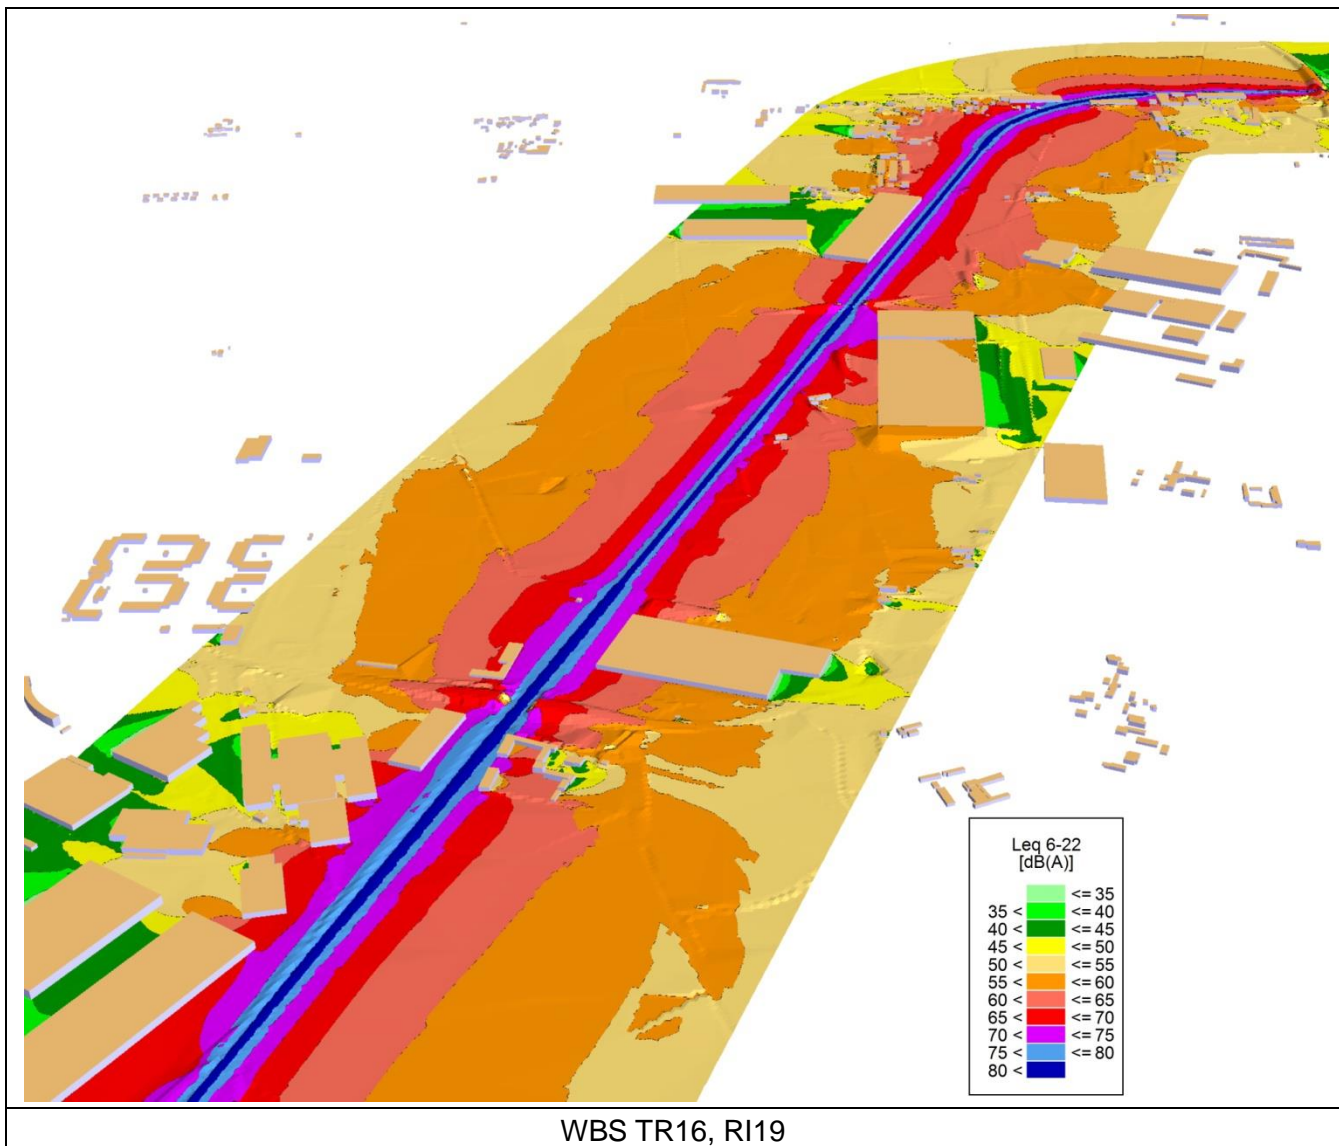 Leq 6-22
[dB(A)]
<= 35
35 < <= 40
40 < <= 45
45 < <= 50
50 < <= 55
55 < <= 60
60 < <= 65
65 < <= 70
70 < <= 75
75 < <= 80
80 <
WBS TR16, RI19